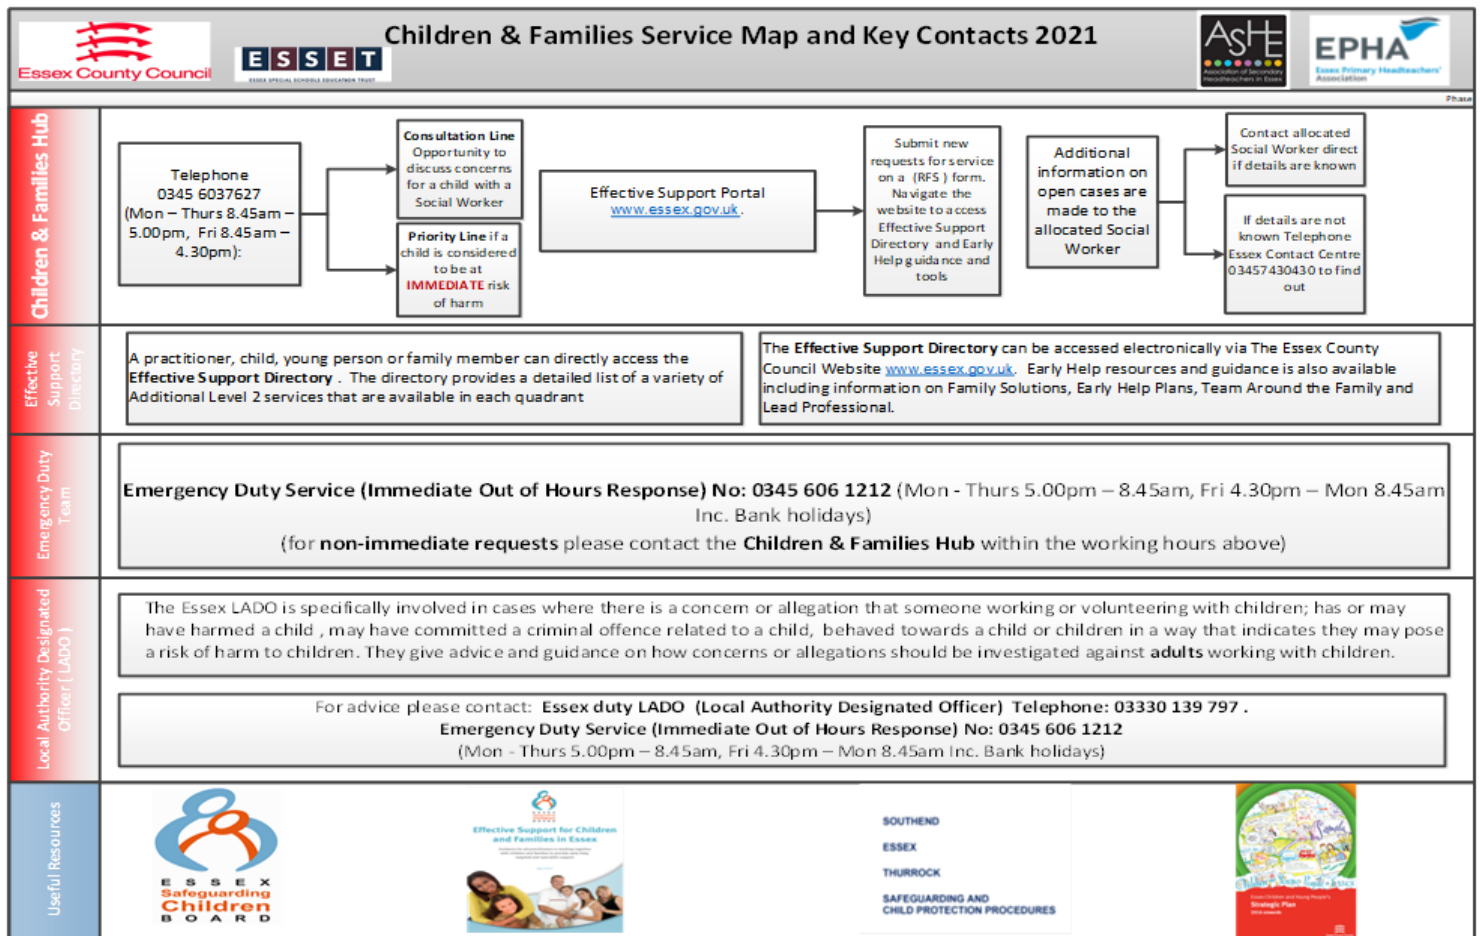 Children & Families Service Map and Key Contacts 2021
Essex County Council
ESSET
ESSEX SPECIAL SCHOOLS EDUCATION TRUST
ASHE
Association of Secondary
Headteachers in Essex
EPHA
Essex Primary Headteachers'
Association
Phase
Children & Families Hub
Telephone
0345 6037627
(Mon – Thurs 8.45am –
5.00pm, Fri 8.45am –
4.30pm):
Consultation Line
Opportunity to
discuss concerns
for a child with a
Social Worker
Priority Line if a
child is considered
to be at
IMMEDIATE risk
of harm
Effective Support Portal
www.essex.gov.uk .
Submit new
requests for service
on a (RFS ) form.
Navigate the
website to access
Effective Support
Directory and Early
Help guidance and
tools
Additional
information on
open cases are
made to the
allocated Social
Worker
Contact allocated
Social Worker direct
if details are known
If details are not
known Telephone
Essex Contact Centre
03457430430 to find
out
Effective
Support
Directory
A practitioner, child, young person or family member can directly access the
Effective Support Directory . The directory provides a detailed list of a variety of
Additional Level 2 services that are available in each quadrant
The Effective Support Directory can be accessed electronically via The Essex County
Council Website www.essex.gov.uk. Early Help resources and guidance is also available
including information on Family Solutions, Early Help Plans, Team Around the Family and
Lead Professional.
Emergency Duty
Team
Emergency Duty Service (Immediate Out of Hours Response) No: 0345 606 1212 (Mon - Thurs 5.00pm – 8.45am, Fri 4.30pm – Mon 8.45am
Inc. Bank holidays)
(for non-immediate requests please contact the Children & Families Hub within the working hours above)
Local Authority Designated
Officer ( LADO )
The Essex LADO is specifically involved in cases where there is a concern or allegation that someone working or volunteering with children; has or may
have harmed a child , may have committed a criminal offence related to a child, behaved towards a child or children in a way that indicates they may pose
a risk of harm to children. They give advice and guidance on how concerns or allegations should be investigated against adults working with children.
For advice please contact: Essex duty LADO (Local Authority Designated Officer) Telephone: 03330 139 797 .
Emergency Duty Service (Immediate Out of Hours Response) No: 0345 606 1212
(Mon - Thurs 5.00pm – 8.45am, Fri 4.30pm – Mon 8.45am Inc. Bank holidays)
Useful Resources
ESSEX
Safeguarding
Children
BOARD
Effective Support for Children
and Families in Essex
SOUTHEND
ESSEX
THURROCK
SAFEGUARDING AND
CHILD PROTECTION PROCEDURES
Essex Children and Young People's
Strategic Plan